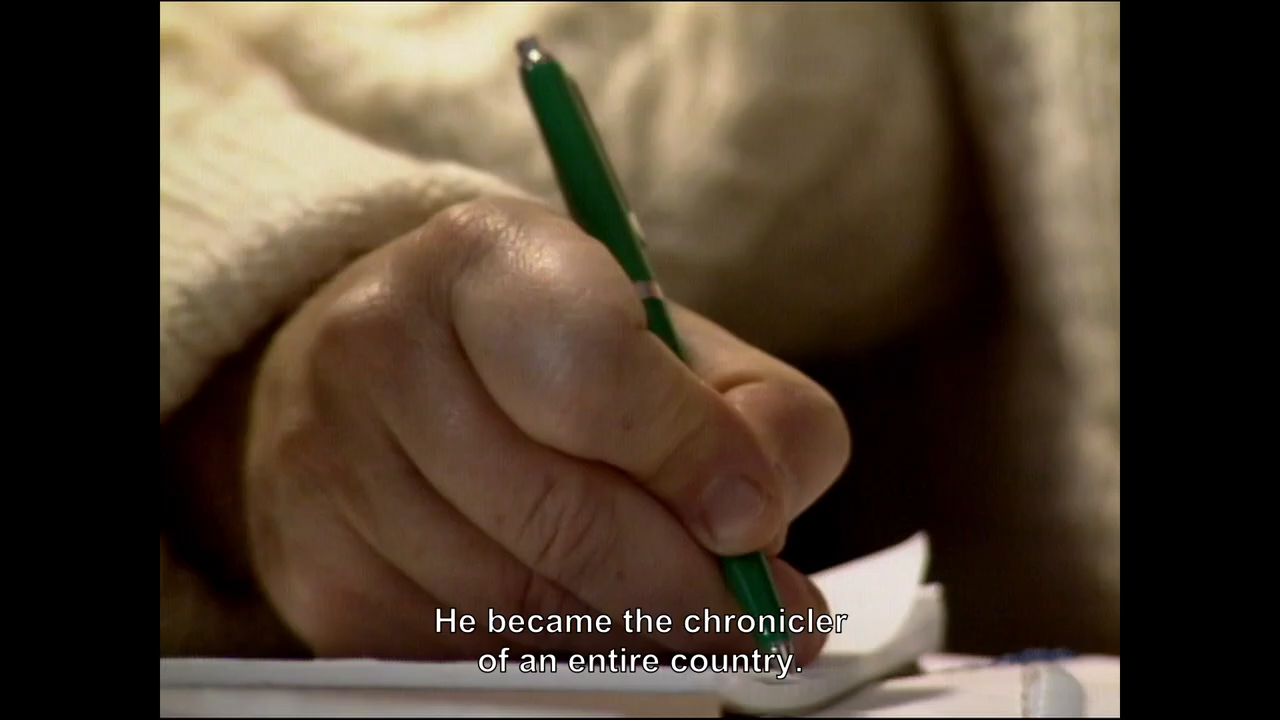 He became the chronicler
of an entire country.